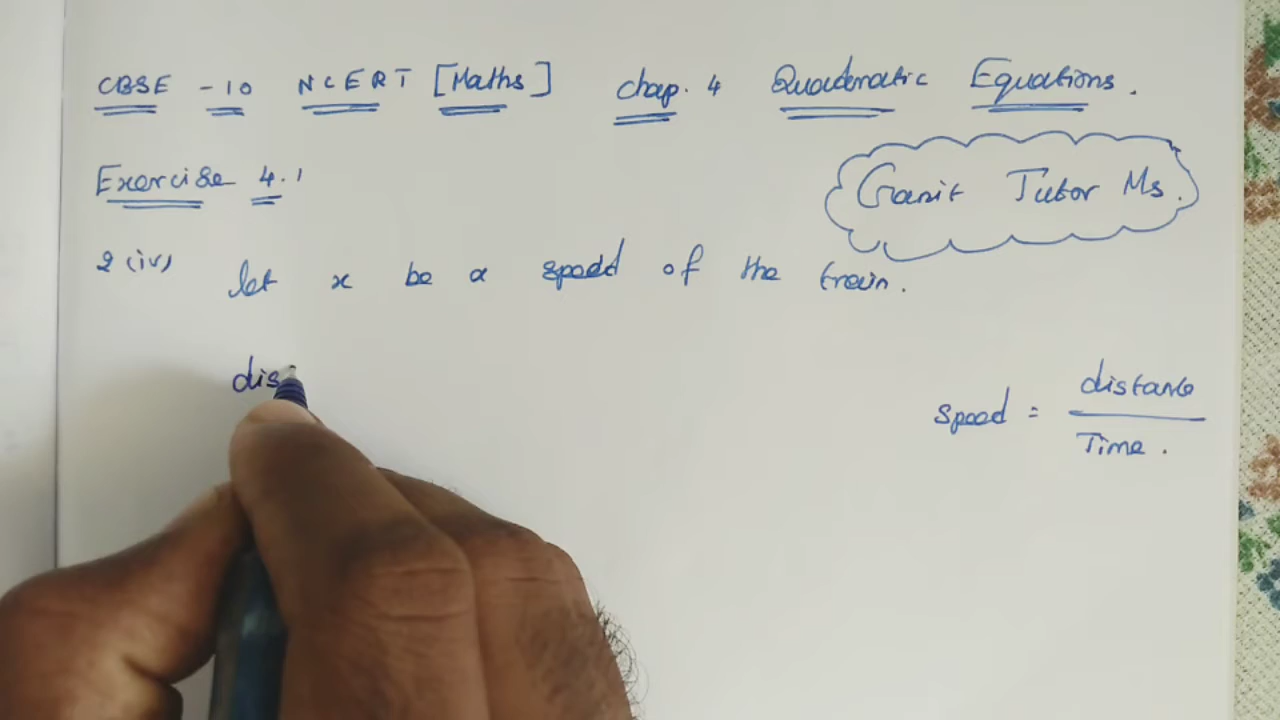 CBSE - 10 NCERT [Maths] chap. 4 Quadratic Equations.
Exercise 4.1
Ganit Tutor Ms.
2 (iv) let x be a speed of the train.
dis
speed = distance / Time.